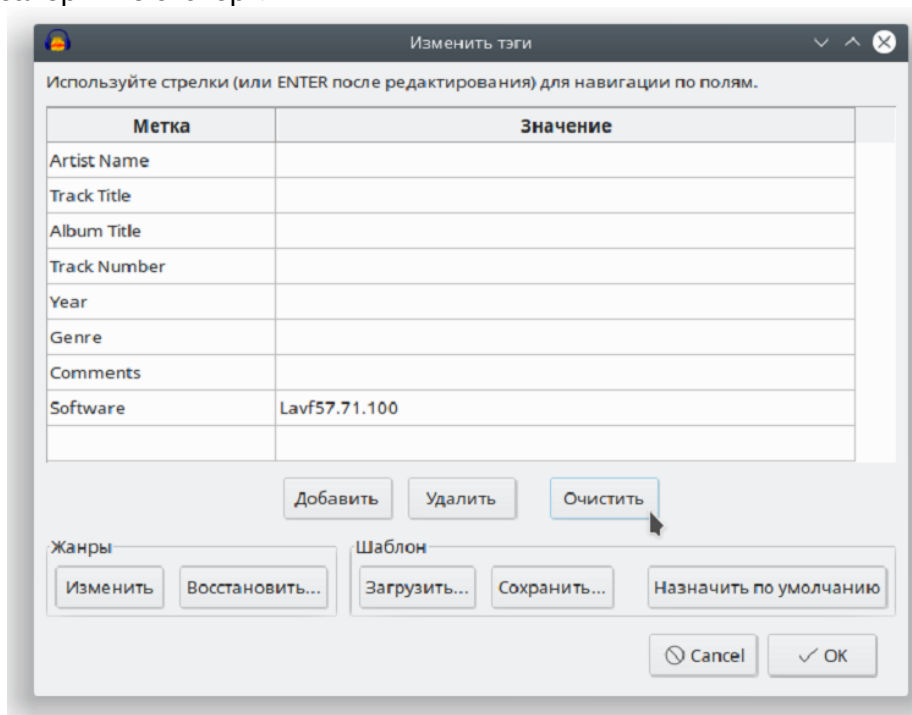 Изменить тэги
Используйте стрелки (или ENTER после редактирования) для навигации по полям.
Метка Значение
Artist Name
Track Title
Album Title
Track Number
Year
Genre
Comments
Software Lavf57.71.100
Добавить Удалить Очистить
Жанры Шаблон
Изменить Восстановить... Загрузить... Сохранить... Назначить по умолчанию
Cancel OK